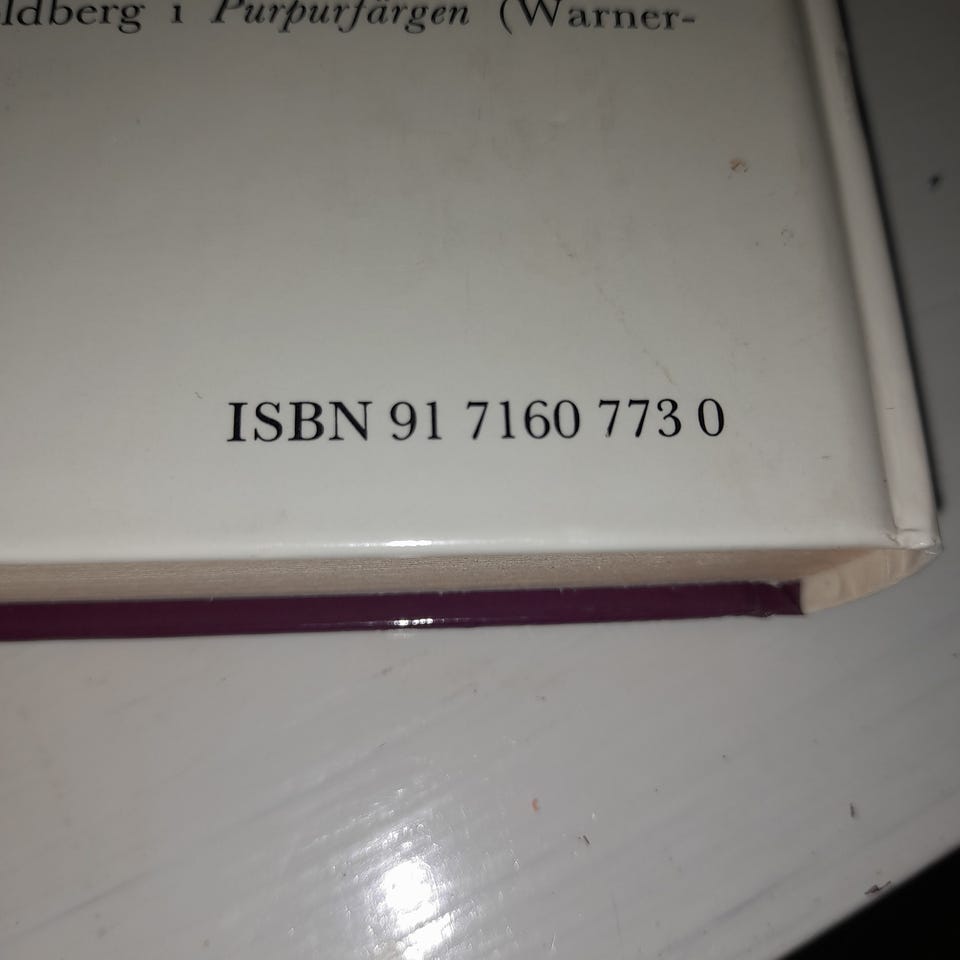 ldberg i Purpurfärgen (Warner-
ISBN 91 7160 773 0